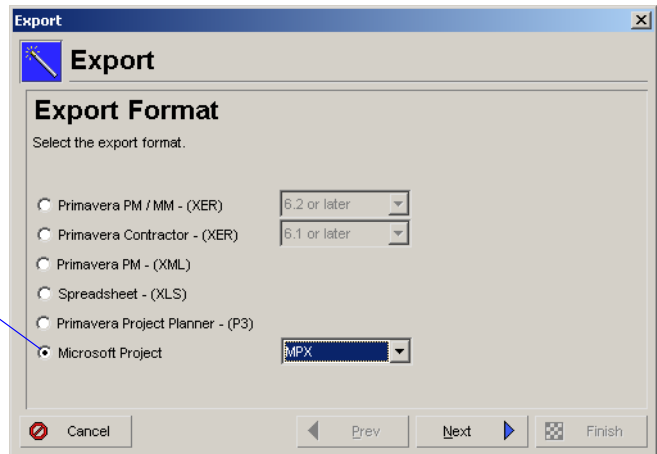 Export
Export
Export Format
Select the export format.
Primavera PM / MM - (XER) 6.2 or later
Primavera Contractor - (XER) 6.1 or later
Primavera PM - (XML)
Spreadsheet - (XLS)
Primavera Project Planner - (P3)
Microsoft Project MPX
Cancel Prev Next Finish